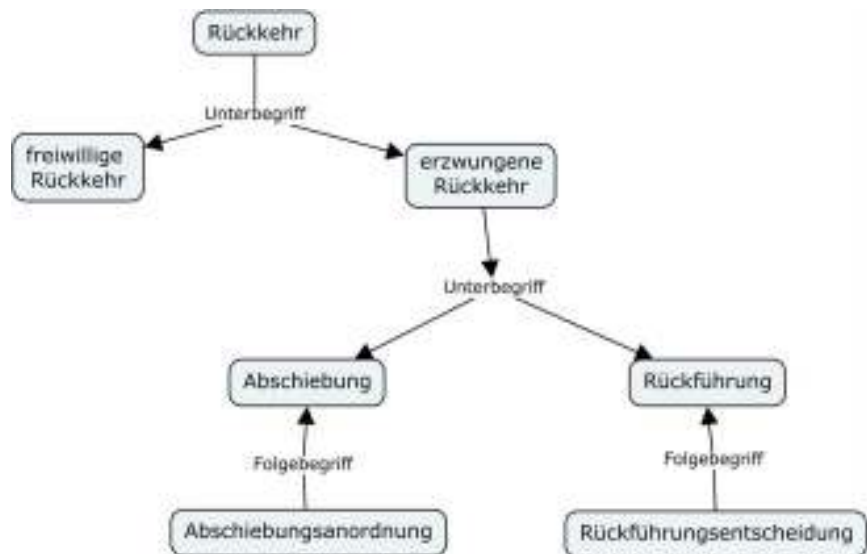 Rückkehr
Unterbegriff
freiwillige
Rückkehr
erzwungene
Rückkehr
Unterbegriff
Abschiebung
Rückführung
Folgebegriff
Folgebegriff
Abschiebungsanordnung
Rückführungsentscheidung